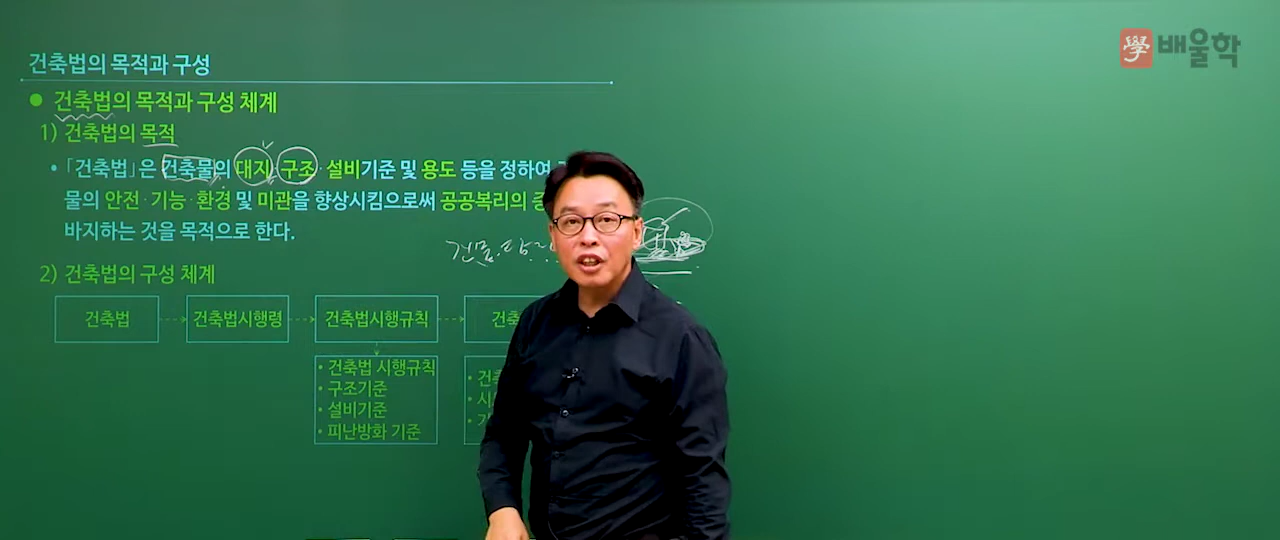 學 배울학
건축법의 목적과 구성
● 건축법의 목적과 구성 체계
1) 건축법의 목적
• 「건축법」은 건축물의 대지·구조·설비기준 및 용도 등을 정하여
물의 안전·기능·환경 및 미관을 향상시킴으로써 공공복리의
바지하는 것을 목적으로 한다.
건물.
2) 건축법의 구성 체계
건축법 건축법시행령 건축법시행규칙
• 건축법 시행규칙
• 구조기준
• 설비기준
• 피난방화 기준